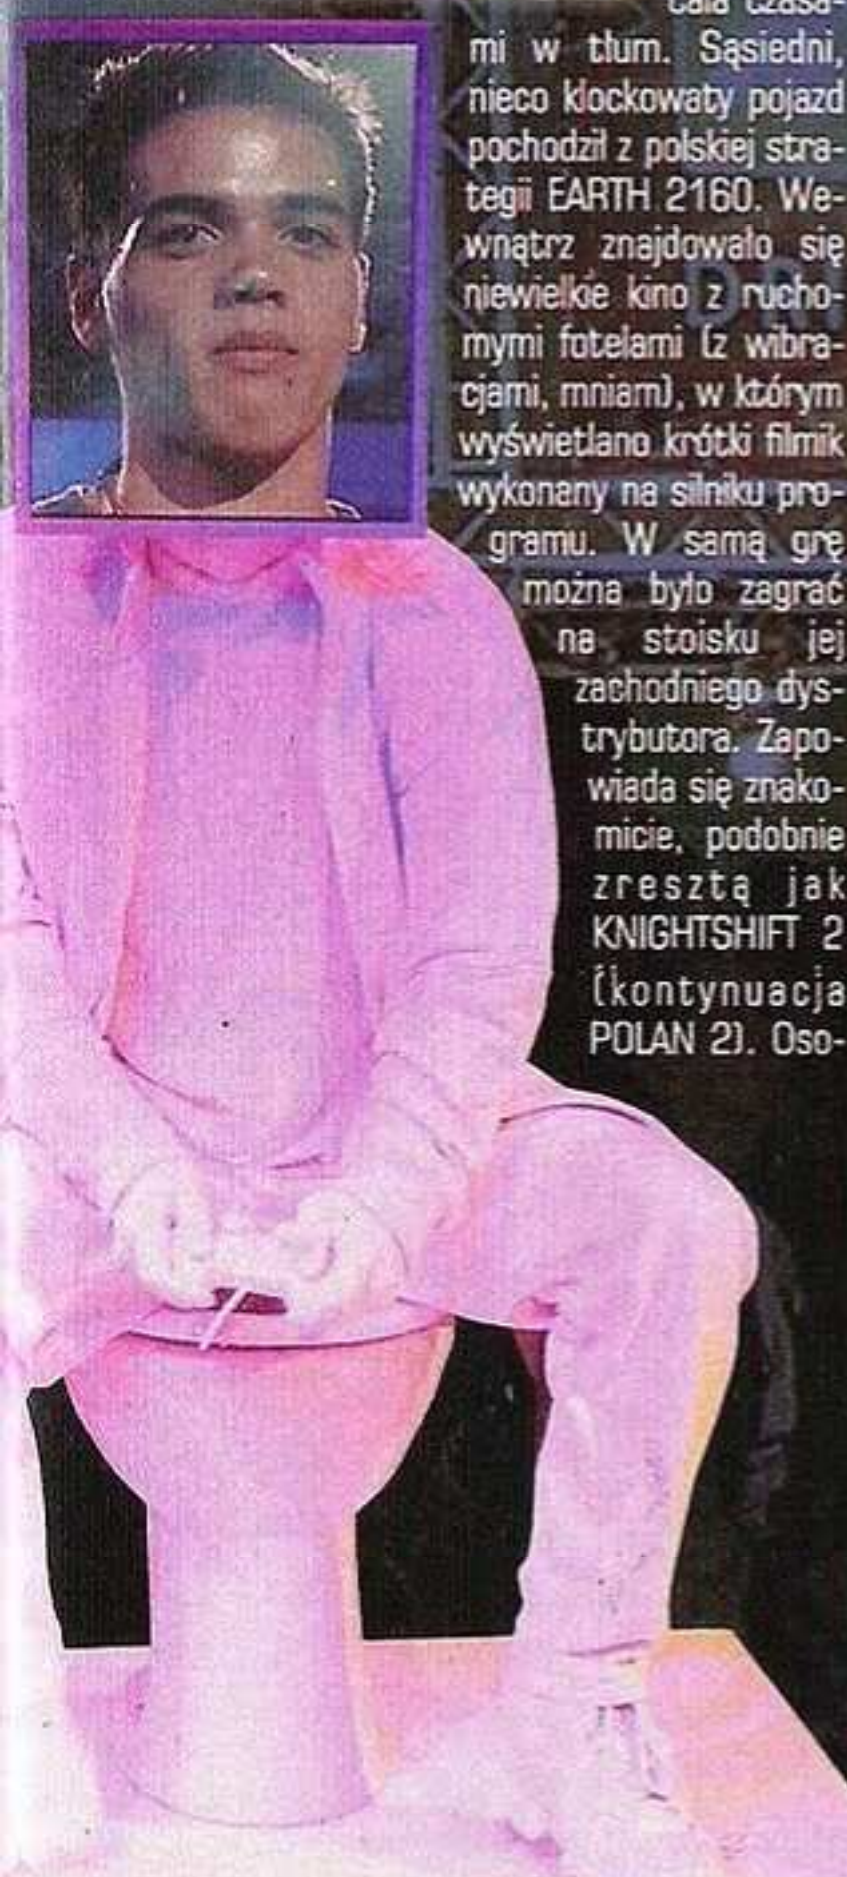 cała czasa-
mi w tłum. Sąsiedni,
nieco klockowaty pojazd
pochodził z polskiej stra-
tegii EARTH 2160. We-
wnątrz znajdowało się
niewielkie kino z rucho-
mymi fotelami (z wibra-
cjami, mniam), w którym
wyświetlano krótki filmik
wykonany na silniku pro-
gramu. W samą grę
można było zagrać
na stoisku jej
zachodniego dys-
trybutora. Zapo-
wiada się znako-
micie, podobnie
zresztą jak
KNIGHTSHIFT 2
(kontynuacja
POLAN 2). Oso-